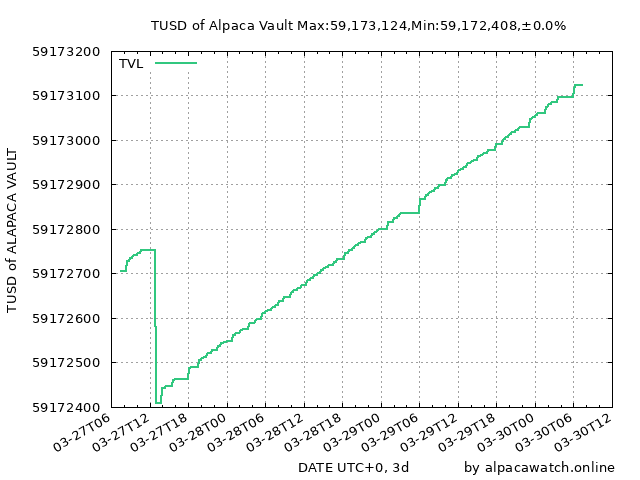 TUSD of Alpaca Vault Max:59,173,124,Min:59,172,408,±0.0%
TVL
59173200
59173100
59173000
59172900
59172800
59172700
59172600
59172500
59172400
TUSD of ALAPACA VAULT
03-27T06
03-27T12
03-27T18
03-28T00
03-28T06
03-28T12
03-28T18
03-29T00
03-29T06
03-29T12
03-29T18
03-30T00
03-30T06
03-30T12
DATE UTC+0, 3d
by alpacawatch.online